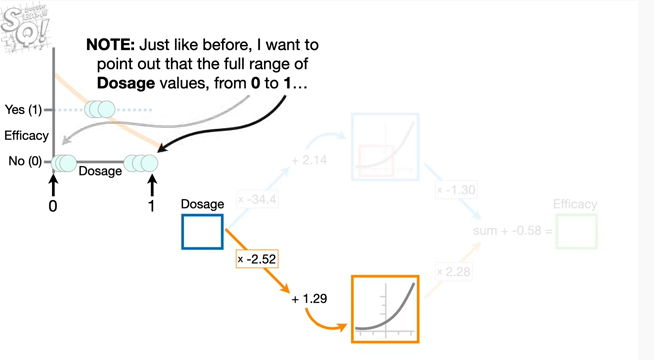 SQ!
NOTE: Just like before, I want to
point out that the full range of
Dosage values, from 0 to 1...
Yes (1)
Efficacy
No (0)
Dosage
0
1
+ 2.14
x -34.4
x -1.30
Dosage
Efficacy
sum + -0.58 =
x -2.52
x 2.28
+ 1.29